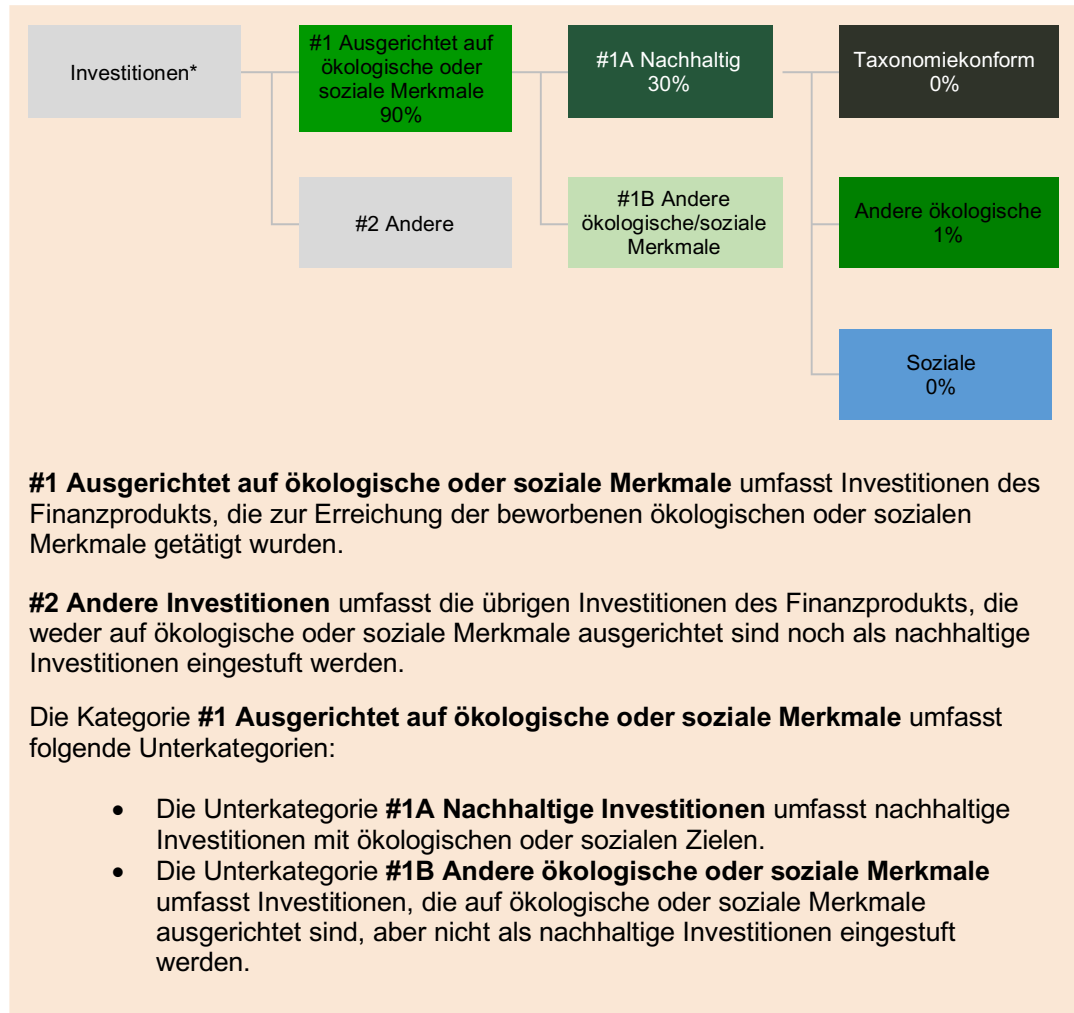 Investitionen*
#1 Ausgerichtet auf
ökologische oder
soziale Merkmale
90%
#1A Nachhaltig
30%
Taxonomiekonform
0%
#2 Andere
#1B Andere
ökologische/soziale
Merkmale
Andere ökologische
1%
Soziale
0%
#1 Ausgerichtet auf ökologische oder soziale Merkmale umfasst Investitionen des
Finanzprodukts, die zur Erreichung der beworbenen ökologischen oder sozialen
Merkmale getätigt wurden.
#2 Andere Investitionen umfasst die übrigen Investitionen des Finanzprodukts, die
weder auf ökologische oder soziale Merkmale ausgerichtet sind noch als nachhaltige
Investitionen eingestuft werden.
Die Kategorie #1 Ausgerichtet auf ökologische oder soziale Merkmale umfasst
folgende Unterkategorien:
• Die Unterkategorie #1A Nachhaltige Investitionen umfasst nachhaltige
Investitionen mit ökologischen oder sozialen Zielen.
• Die Unterkategorie #1B Andere ökologische oder soziale Merkmale
umfasst Investitionen, die auf ökologische oder soziale Merkmale
ausgerichtet sind, aber nicht als nachhaltige Investitionen eingestuft
werden.